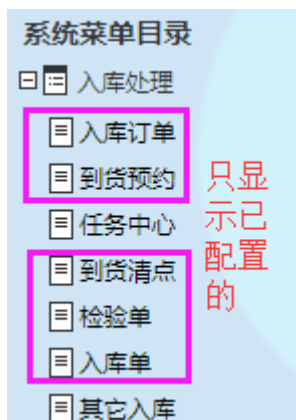 系统菜单目录
入库处理
入库订单
到货预约
任务中心
到货清点
检验单
入库单
其它入库
只显
示已
配置
的